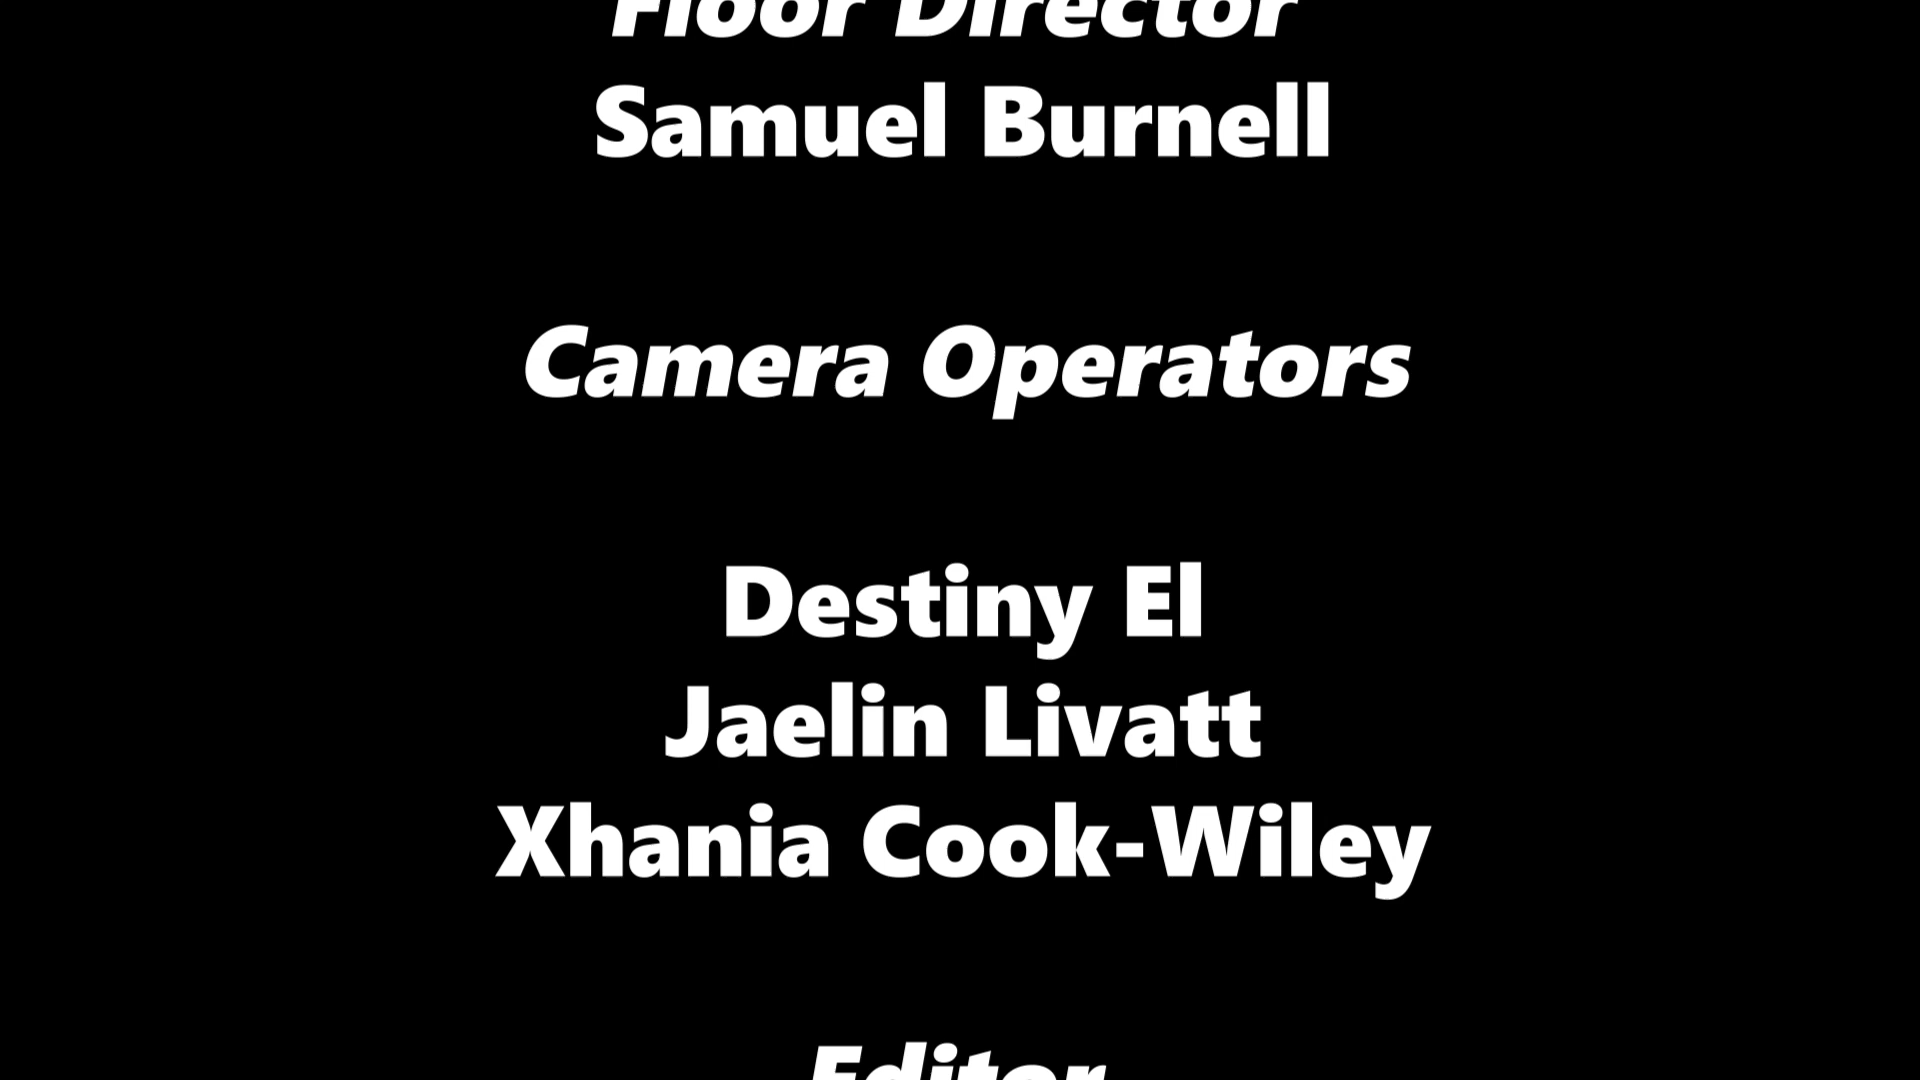 Floor Director
Samuel Burnell
Camera Operators
Destiny El
Jaelin Livatt
Xhania Cook-Wiley
Editor